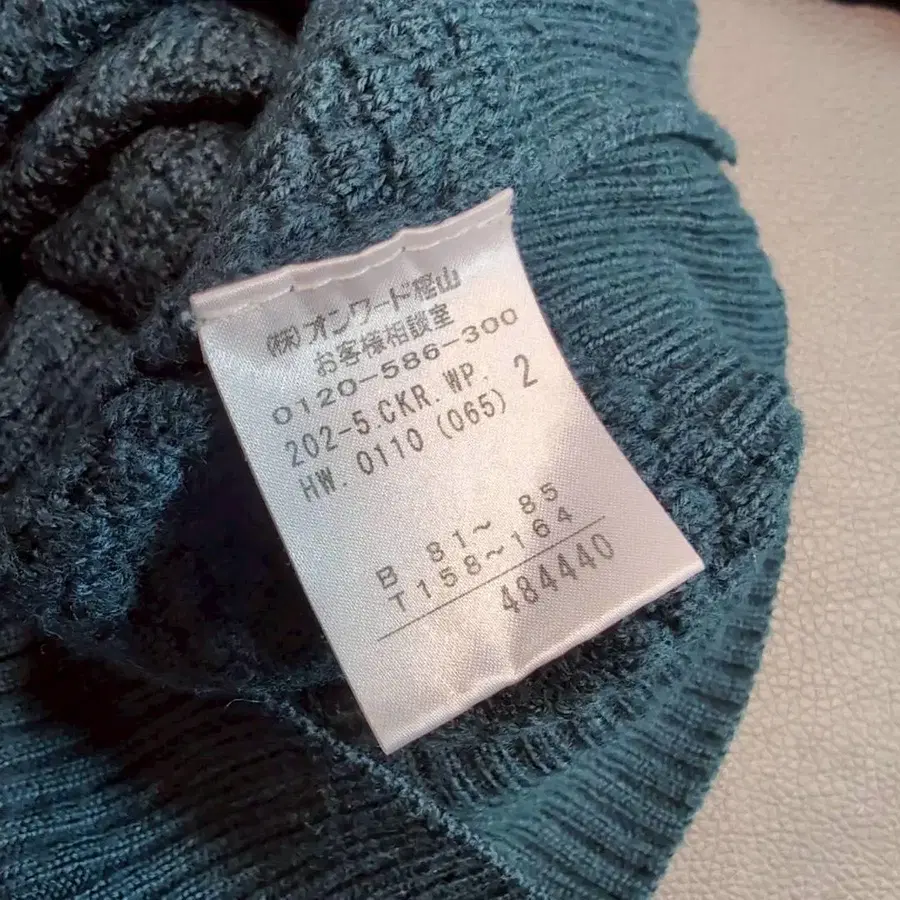 (株)オンワード樫山
お客様相談室
0120-586-300
202-5.CKR.WP. 2
HW. 0110 (065)
B 81～ 85
T158～164
484440